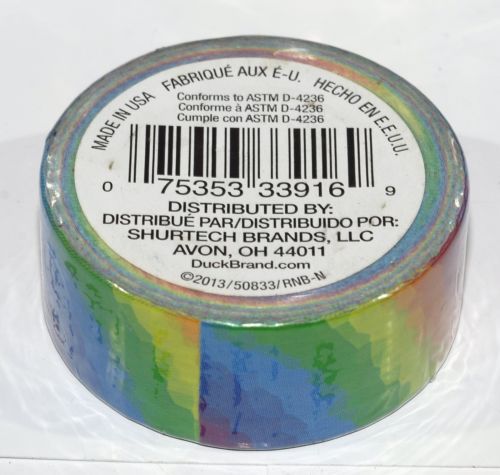 MADE IN USA FABRIQUÉ AUX É-U. HECHO EN E.E.U.U.
Conforms to ASTM D-4236
Conforme à ASTM D-4236
Cumple con ASTM D-4236
0 75353 33916 9
DISTRIBUTED BY:
DISTRIBUÉ PAR/DISTRIBUIDO POR:
SHURTECH BRANDS, LLC
AVON, OH 44011
DuckBrand.com
©2013/50833/RNB-N